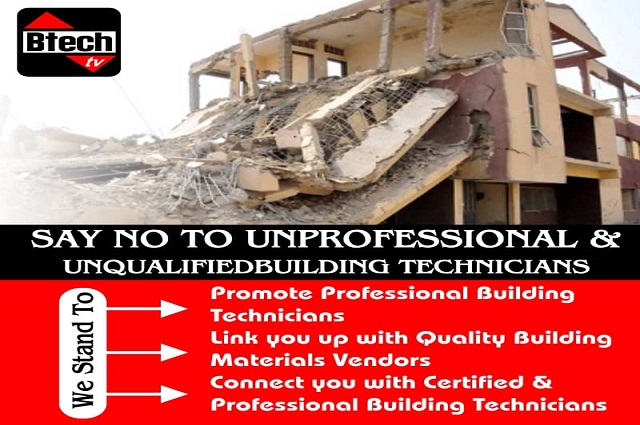 Btech
tv
SAY NO TO UNPROFESSIONAL &
UNQUALIFIEDBUILDING TECHNICIANS
We Stand To
Promote Professional Building
Technicians
Link you up with Quality Building
Materials Vendors
Connect you with Certified &
Professional Building Technicians